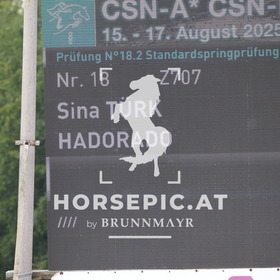 CSN-A* CSN-
15. - 17. August 2025
Prüfung N°18.2 Standardspringprüfung
Nr. 18 Z707
Sina TÜRK
HADORADO
HORSEPIC.AT
//// by BRUNNMAYR